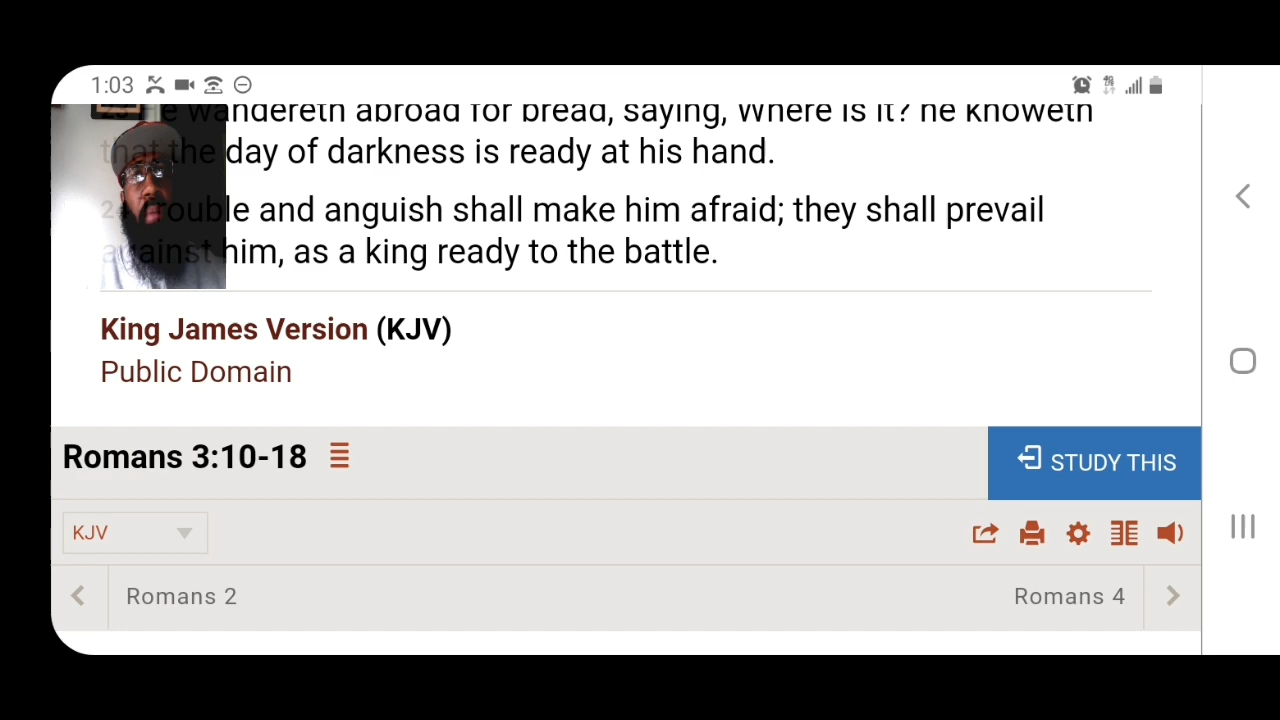 1:03
wandereth abroad for bread, saying, Where is it? he knoweth
that the day of darkness is ready at his hand.
Trouble and anguish shall make him afraid; they shall prevail
against him, as a king ready to the battle.
King James Version (KJV)
Public Domain
Romans 3:10-18
STUDY THIS
KJV
Romans 2
Romans 4